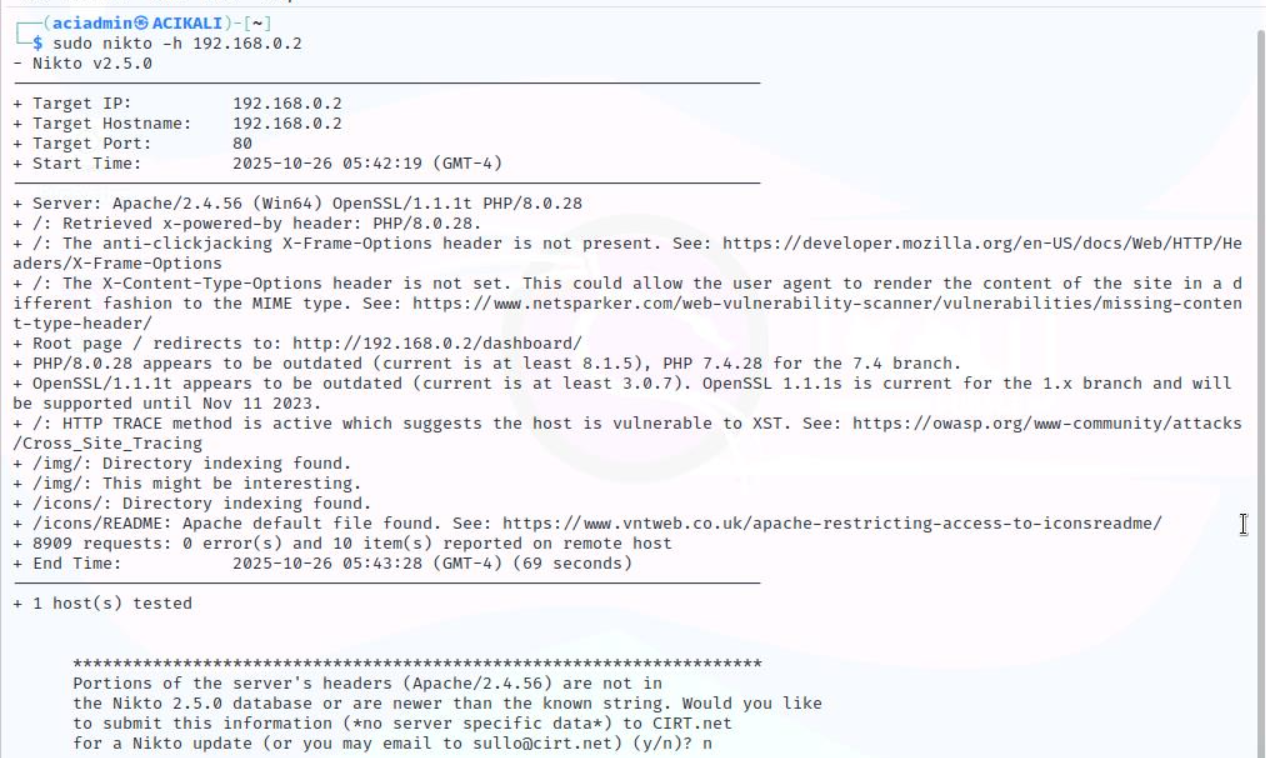 (aciadmin㉿ACIKALI)-[~]
$ sudo nikto -h 192.168.0.2
- Nikto v2.5.0
+ Target IP:          192.168.0.2
+ Target Hostname:    192.168.0.2
+ Target Port:        80
+ Start Time:         2025-10-26 05:42:19 (GMT-4)
+ Server: Apache/2.4.56 (Win64) OpenSSL/1.1.1t PHP/8.0.28
+ /: Retrieved x-powered-by header: PHP/8.0.28.
+ /: The anti-clickjacking X-Frame-Options header is not present. See: https://developer.mozilla.org/en-US/docs/Web/HTTP/He
aders/X-Frame-Options
+ /: The X-Content-Type-Options header is not set. This could allow the user agent to render the content of the site in a d
ifferent fashion to the MIME type. See: https://www.netsparker.com/web-vulnerability-scanner/vulnerabilities/missing-conten
t-type-header/
+ Root page / redirects to: http://192.168.0.2/dashboard/
+ PHP/8.0.28 appears to be outdated (current is at least 8.1.5), PHP 7.4.28 for the 7.4 branch.
+ OpenSSL/1.1.1t appears to be outdated (current is at least 3.0.7). OpenSSL 1.1.1s is current for the 1.x branch and will
be supported until Nov 11 2023.
+ /: HTTP TRACE method is active which suggests the host is vulnerable to XST. See: https://owasp.org/www-community/attacks
/Cross_Site_Tracing
+ /img/: Directory indexing found.
+ /img/: This might be interesting.
+ /icons/: Directory indexing found.
+ /icons/README: Apache default file found. See: https://www.vntweb.co.uk/apache-restricting-access-to-iconsreadme/
+ 8909 requests: 0 error(s) and 10 item(s) reported on remote host
+ End Time:           2025-10-26 05:43:28 (GMT-4) (69 seconds)
+ 1 host(s) tested
*********************************************************************
Portions of the server's headers (Apache/2.4.56) are not in
the Nikto 2.5.0 database or are newer than the known string. Would you like
to submit this information (*no server specific data*) to CIRT.net
for a Nikto update (or you may email to sullo@cirt.net) (y/n)? n